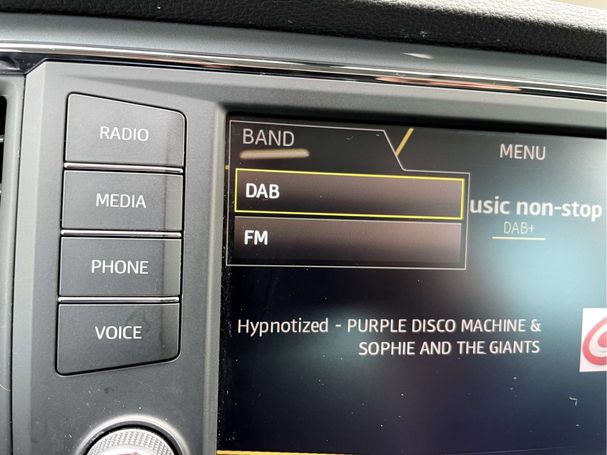 RADIO
MEDIA
PHONE
VOICE
BAND
MENU
DAB
FM
usic non-stop
DAB+
Hypnotized - PURPLE DISCO MACHINE &
SOPHIE AND THE GIANTS